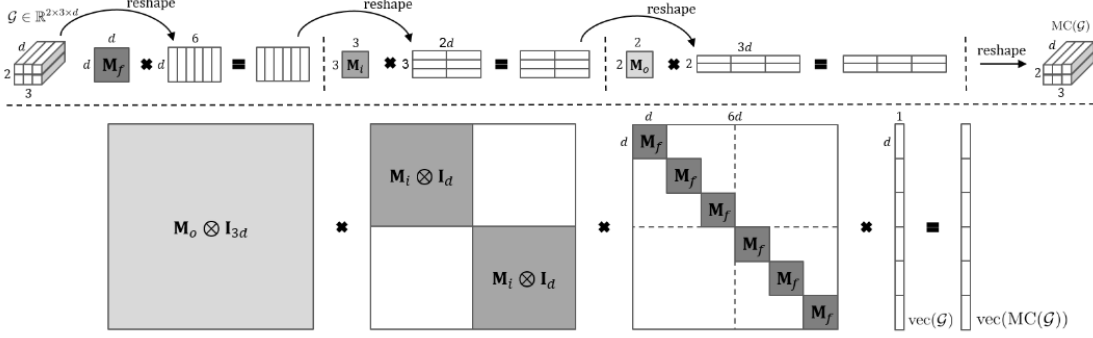 𝒢 ∈ ℝ^{2×3×d}
reshape
reshape
reshape
d
2
3
d
d
M_f
✖
d
6
=
3
3
M_i
✖
3
2d
=
2
2
M_o
✖
2
3d
=
reshape
MC(𝒢)
d
2
3
M_o ⊗ I_{3d}
✖
M_i ⊗ I_d
M_i ⊗ I_d
✖
d
6d
d
M_f
M_f
M_f
M_f
M_f
M_f
✖
1
d
vec(𝒢)
=
vec(MC(𝒢))